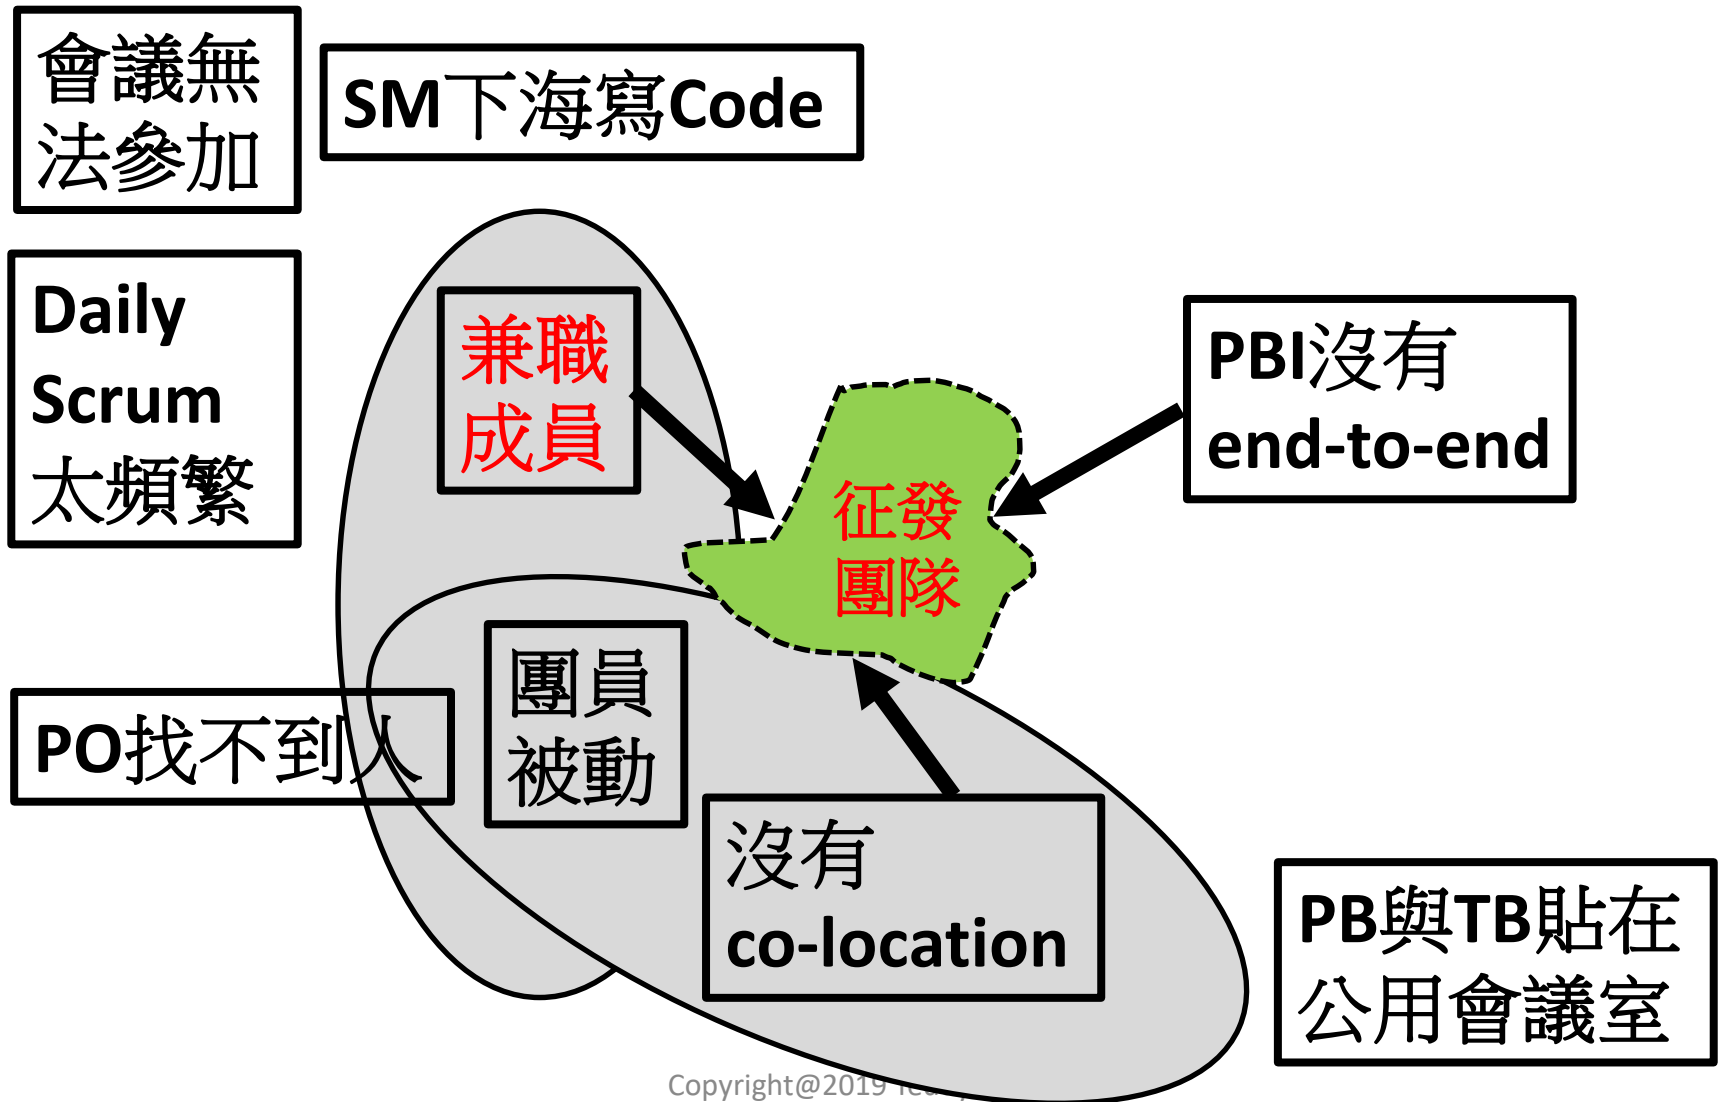 會議無
法參加
SM下海寫Code
Daily
Scrum
太頻繁
兼職
成員
PBI沒有
end-to-end
征發
團隊
團員
被動
PO找不到人
沒有
co-location
PB與TB貼在
公用會議室
Copyright@2019